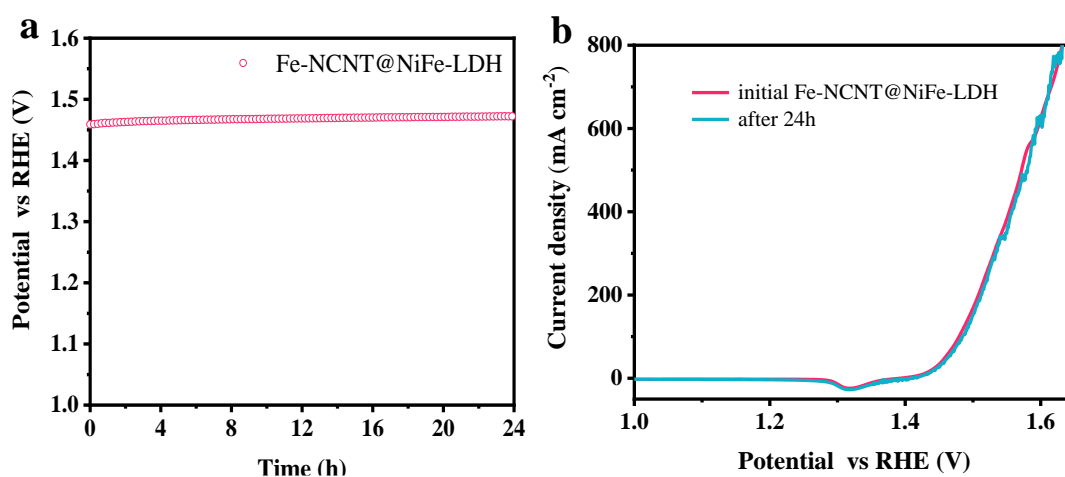 a
Potential vs RHE (V)
1.6
1.5
1.4
1.3
1.2
1.1
1.0
Fe-NCNT@NiFe-LDH
0 4 8 12 16 20 24
Time (h)
b
Current density (mA cm-2)
800
600
400
200
0
initial Fe-NCNT@NiFe-LDH
after 24h
1.0 1.2 1.4 1.6
Potential vs RHE (V)